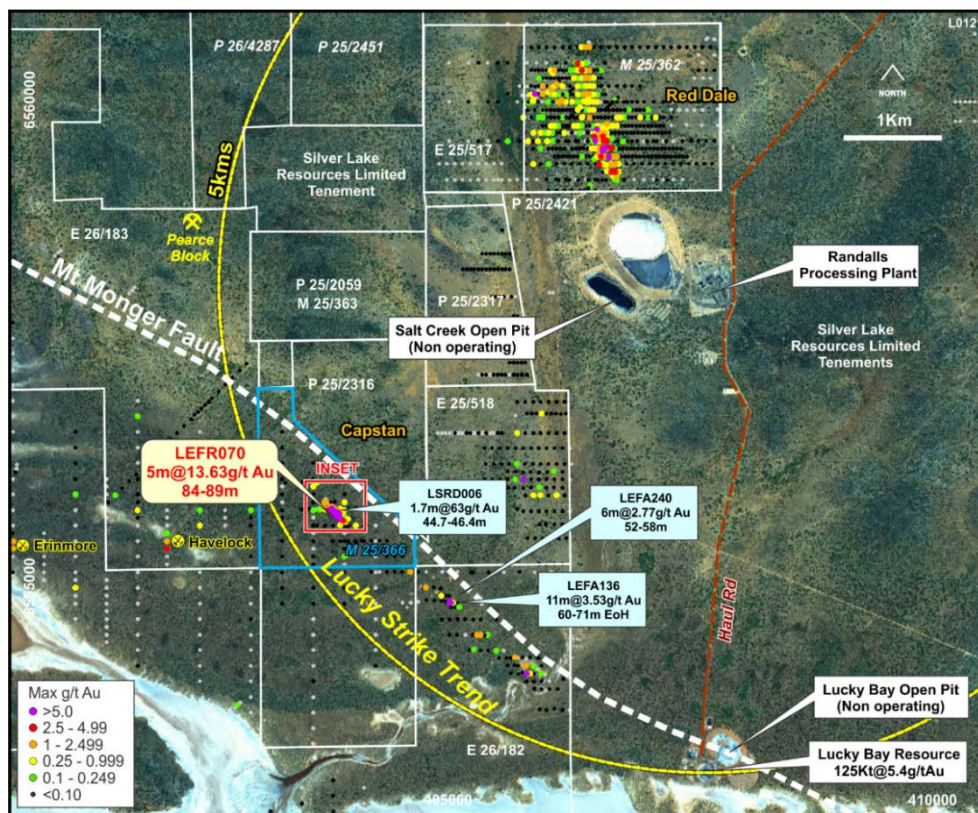 L012
P 26/4287
P 25/2451
M 25/362
Red Dale
NORTH
1Km
6560000
E 25/517
5kms
Silver Lake
Resources Limited
Tenement
P 25/2421
E 26/183
Pearce
Block
Mt Monger Fault
P 25/2059
M 25/363
P 25/2317
Randalls
Processing Plant
Salt Creek Open Pit
(Non operating)
Silver Lake
Resources Limited
Tenements
P 25/2316
E 25/518
Capstan
LEFR070
5m@13.63g/t Au
84-89m
INSET
LSRD006
1.7m@63g/t Au
44.7-46.4m
LEFA240
6m@2.77g/t Au
52-58m
Erinmore
Havelock
M 25/366
LEFA136
11m@3.53g/t Au
60-71m EoH
Lucky Strike Trend
Haul Rd
Max g/t Au
>5.0
2.5 - 4.99
1 - 2.499
0.25 - 0.999
0.1 - 0.249
<0.10
E 26/182
Lucky Bay Open Pit
(Non operating)
Lucky Bay Resource
125Kt@5.4g/tAu
405000
410000